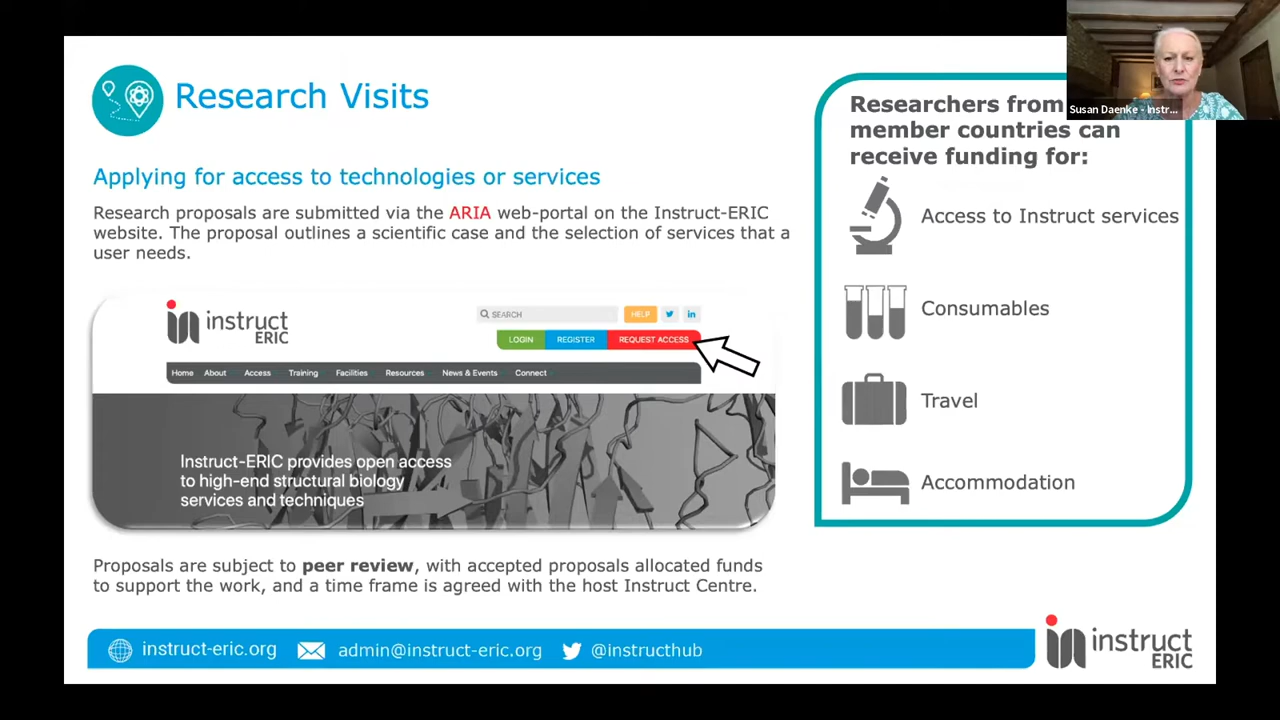 Research Visits
Applying for access to technologies or services
Research proposals are submitted via the ARIA web-portal on the Instruct-ERIC
website. The proposal outlines a scientific case and the selection of services that a
user needs.
instruct
ERIC
SEARCH
HELP
LOGIN
REGISTER
REQUEST ACCESS
Home About Access Training Facilities Resources News & Events Connect
Instruct-ERIC provides open access
to high-end structural biology
services and techniques
Proposals are subject to peer review, with accepted proposals allocated funds
to support the work, and a time frame is agreed with the host Instruct Centre.
Researchers from
member countries can
receive funding for:
Access to Instruct services
Consumables
Travel
Accommodation
Susan Daenke - Instr...
instruct-eric.org
admin@instruct-eric.org
@instructhub
instruct
ERIC